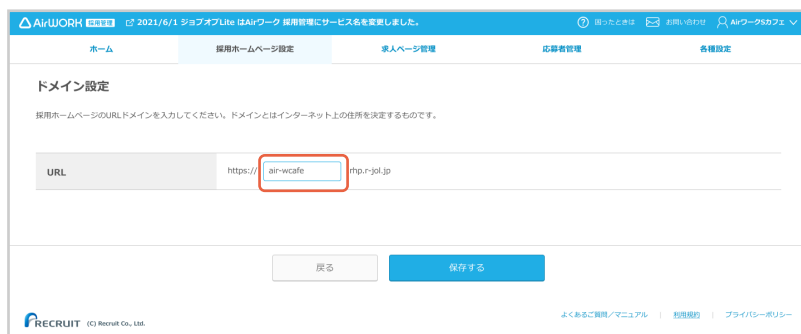 AirWORK 採用管理 2021/6/1 ジョブオプLite はAirワーク 採用管理にサービス名を変更しました。 困ったときは お問い合わせ AirワークSカフェ
ホーム 採用ホームページ設定 求人ページ管理 応募者管理 各種設定
ドメイン設定
採用ホームページのURLドメインを入力してください。ドメインとはインターネット上の住所を決定するものです。
URL https:// air-wcafe rhp.r-jol.jp
戻る 保存する
よくあるご質問/マニュアル 利用規約 プライバシーポリシー
RECRUIT (C) Recruit Co., Ltd.